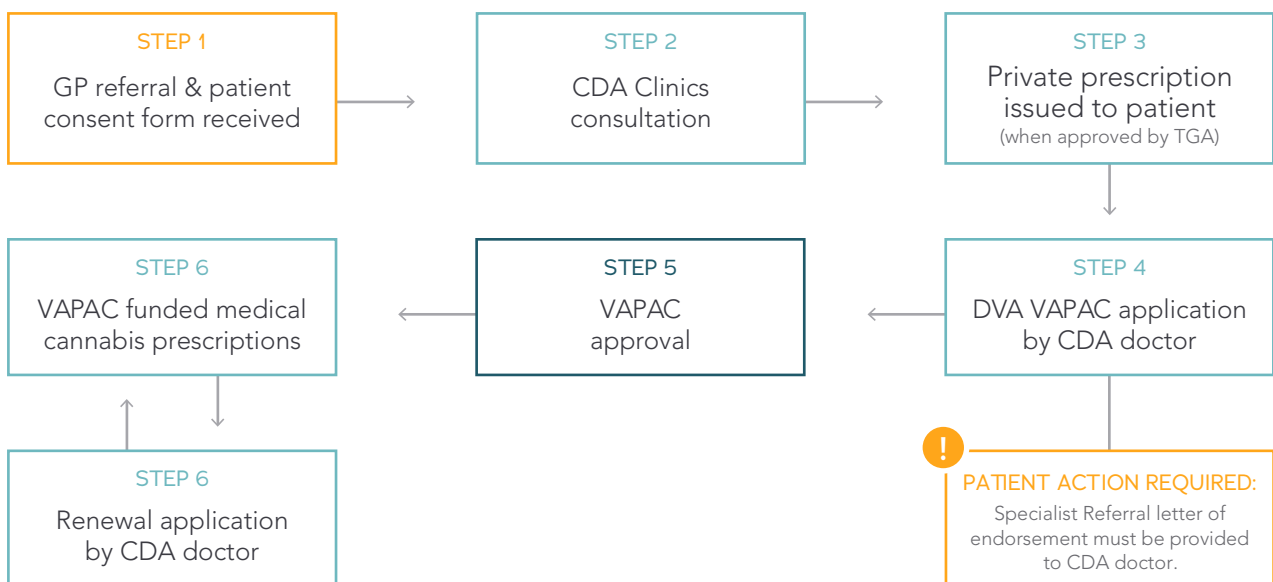 STEP 1
GP referral & patient
consent form received
STEP 2
CDA Clinics
consultation
STEP 3
Private prescription
issued to patient
(when approved by TGA)
STEP 4
DVA VAPAC application
by CDA doctor
!
PATIENT ACTION REQUIRED:
Specialist Referral letter of
endorsement must be provided
to CDA doctor.
STEP 5
VAPAC
approval
STEP 6
VAPAC funded medical
cannabis prescriptions
STEP 6
Renewal application
by CDA doctor